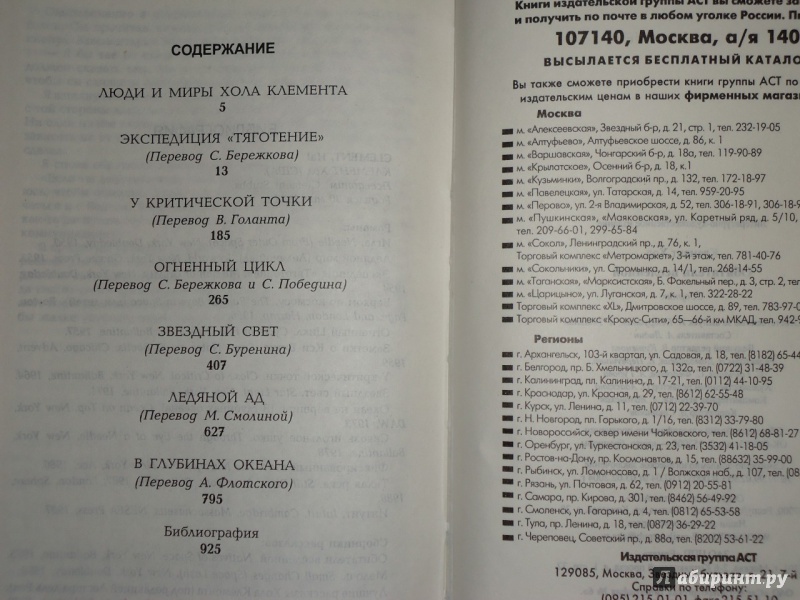 СОДЕРЖАНИЕ
ЛЮДИ И МИРЫ ХОЛА КЛЕМЕНТА
5
ЭКСПЕДИЦИЯ «ТЯГОТЕНИЕ»
(Перевод С. Бережкова)
13
У КРИТИЧЕСКОЙ ТОЧКИ
(Перевод В. Голанта)
185
ОГНЕННЫЙ ЦИКЛ
(Перевод С. Бережкова и С. Победина)
265
ЗВЕЗДНЫЙ СВЕТ
(Перевод С. Буренина)
407
ЛЕДЯНОЙ АД
(Перевод М. Смолиной)
627
В ГЛУБИНАХ ОКЕАНА
(Перевод А. Флотского)
795
Библиография
925
Книги издательской группы АСТ вы сможете за
и получить по почте в любом уголке России. Пи
107140, Москва, а/я 140
ВЫСЫЛАЕТСЯ БЕСПЛАТНЫЙ КАТАЛО
Вы также сможете приобрести книги группы АСТ по
издательским ценам в наших фирменных магаз
Москва
м. «Алексеевская», Звездный б-р, д. 21, стр. 1, тел. 232-19-05
м. «Алтуфьево», Алтуфьевское шоссе, д. 86, к. 1
м. «Варшавская», Чонгарский б-р, д. 18а, тел. 119-90-89
м. «Крылатское», Осенний б-р, д. 18, к.1
м. «Кузьминки», Волгоградский пр., д. 132, тел. 172-18-97
м. «Павелецкая», ул. Татарская, д. 14, тел. 959-20-95
м. «Перово», ул. 2-я Владимирская, д. 52, тел. 306-18-91, 306-18-9
м. «Пушкинская», «Маяковская», ул. Каретный ряд, д. 5/10,
тел. 209-66-01, 299-65-84
м. «Сокол», Ленинградский пр., д. 76, к. 1,
Торговый комплекс «Метромаркет», 3-й этаж, тел. 781-40-76
м. «Сокольники», ул. Стромынка, д. 14/1, тел. 268-14-55
м. «Таганская», «Марксистская», Б. Факельный пер., д. 3, стр. 2, те
м. «Царицыно», ул. Луганская, д. 7, к. 1, тел. 322-28-22
Торговый комплекс «XL», Дмитровское шоссе, д. 89, тел. 783-97-0
Торговый комплекс «Крокус-Сити», 65—66-й км МКАД, тел. 942-9
Регионы
г. Архангельск, 103-й квартал, ул. Садовая, д. 18, тел. (8182) 65-44
г. Белгород, пр. Б. Хмельницкого, д. 132а, тел. (0722) 31-48-39
г. Калининград, пл. Калинина, д. 17-21, тел. (0112) 44-10-95
г. Краснодар, ул. Красная, д. 29, тел. (8612) 62-55-48
г. Курск, ул. Ленина, д. 11, тел. (0712) 22-39-70
г. Н. Новгород, пл. Горького, д. 1/16, тел. (8312) 33-79-80
г. Новороссийск, сквер имени Чайковского, тел. (8612) 68-81-27
г. Оренбург, ул. Туркестанская, д. 23, тел. (3532) 41-18-05
г. Ростов-на-Дону, пр. Космонавтов, д. 15, тел. (88632) 35-99-00
г. Рыбинск, ул. Ломоносова, д. 1 / Волжская наб., д. 107, тел. (08
г. Рязань, ул. Почтовая, д. 62, тел. (0912) 20-55-81
г. Самара, пр. Кирова, д. 301, тел. (8462) 56-49-92
г. Смоленск, ул. Гагарина, д. 4, тел. (0812) 65-53-58
г. Тула, пр. Ленина, д. 18, тел. (0872) 36-29-22
г. Череповец, Советский пр., д. 88а, тел. (8202) 53-61-22
Издательская группа АСТ
129085, Москва, Звездный бульвар, д. 21, 7-й
Справки по телефону:
(095) 215-01-01, факс 215-51-10
Лабиринт.ру